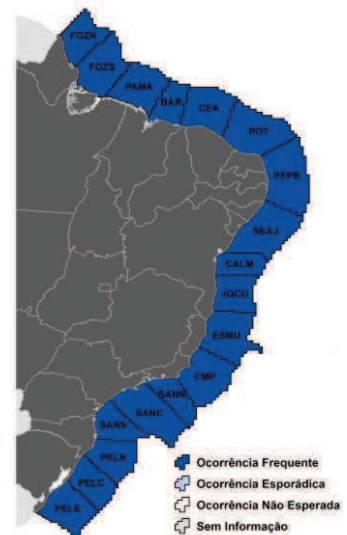 FOZN
FOZS
PAMA
BAR
CEA
POT
PEPB
SEAJ
CALM
JQCU
ESMU
CMP
SANN
SANC
SANS
PELN
PELC
PELS
Ocorrência Frequente
Ocorrência Esporádica
Ocorrência Não Esperada
Sem Informação